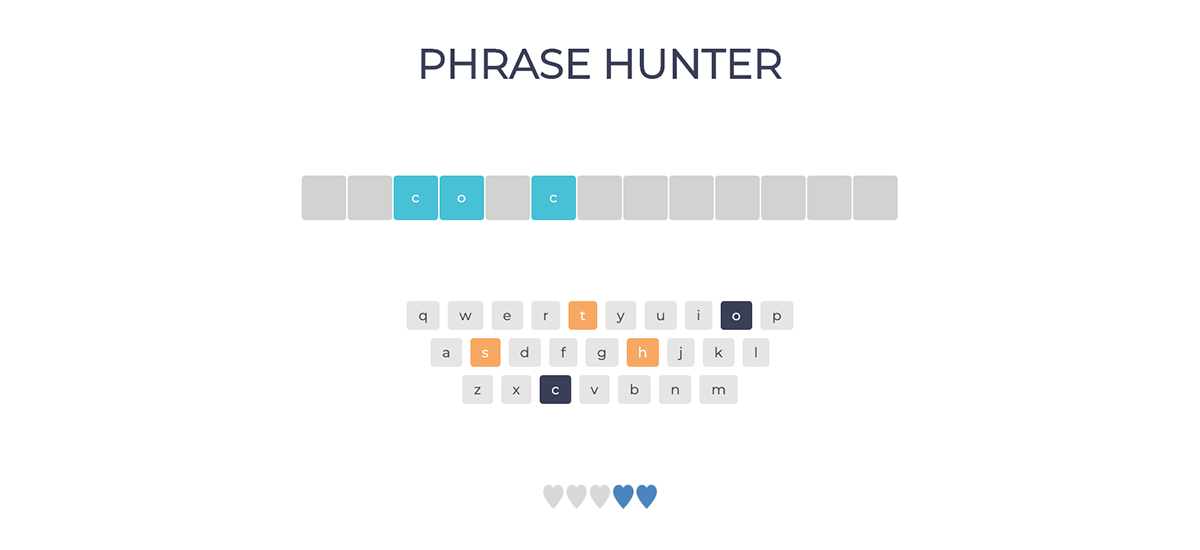 PHRASE HUNTER
c o c
q w e r t y u i o p
a s d f g h j k l
z x c v b n m